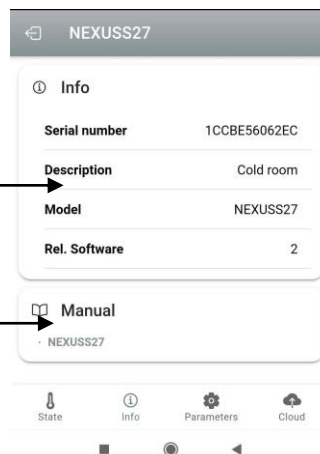 NEXUSS27
Info
Serial number 1CCBE56062EC
Description Cold room
Model NEXUSS27
Rel. Software 2
Manual
· NEXUSS27
State Info Parameters Cloud